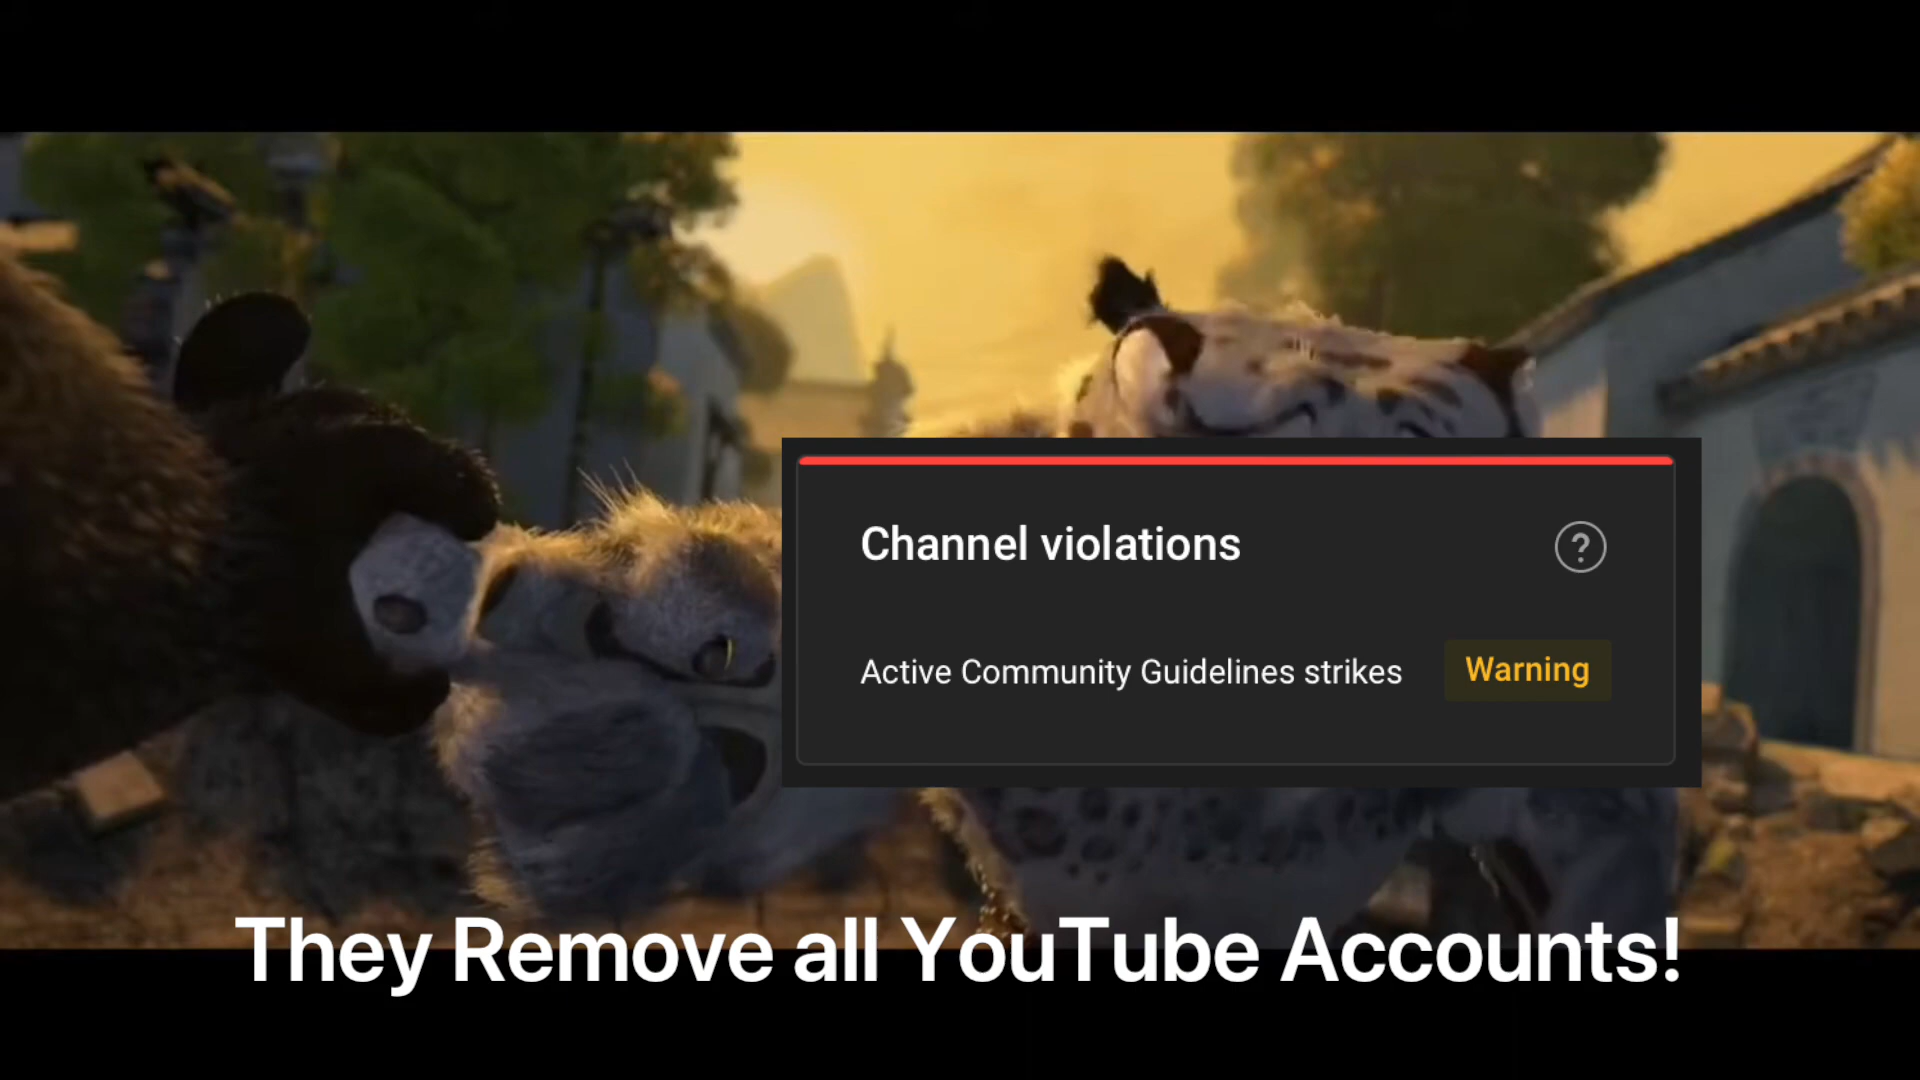 Channel violations
?
Active Community Guidelines strikes Warning
They Remove all YouTube Accounts!